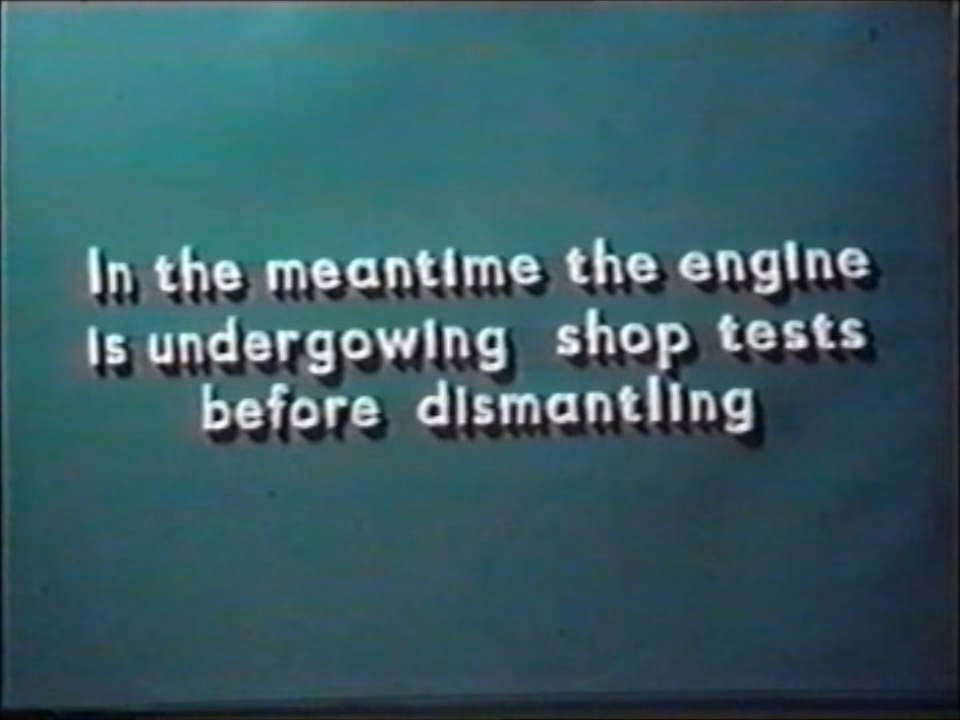 In the meantime the engine
is undergowing shop tests
before dismantling